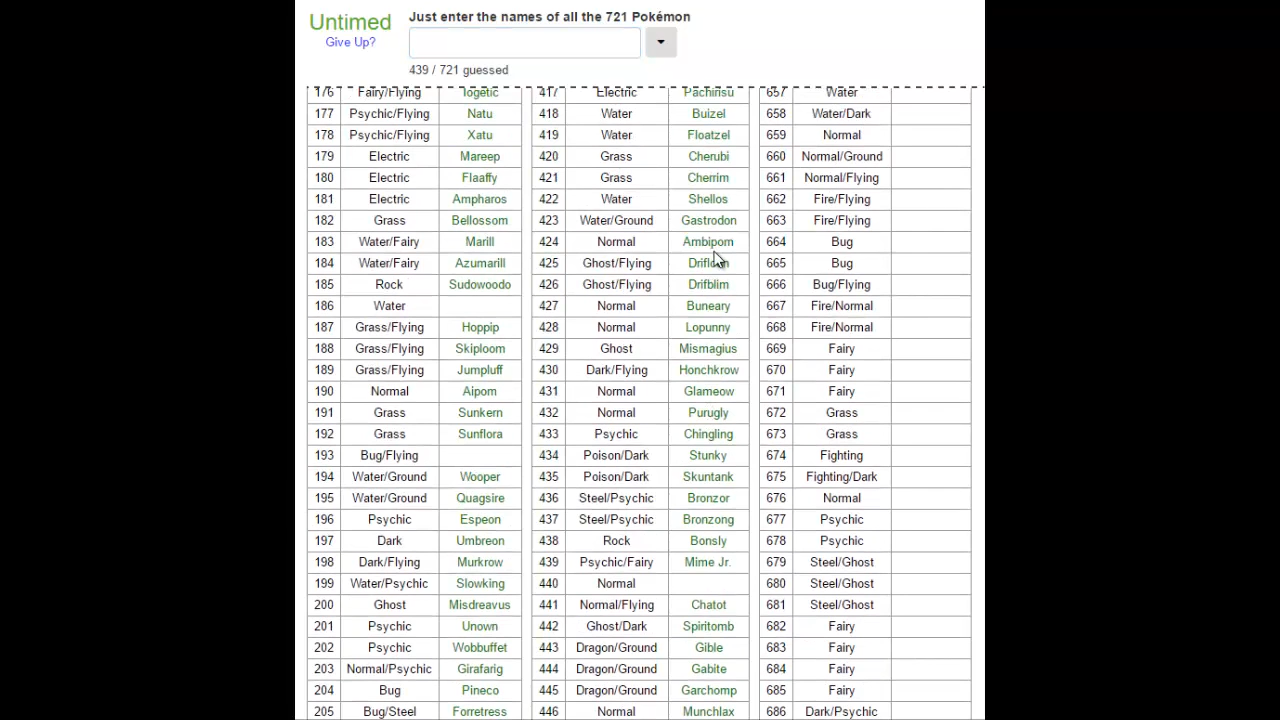 Untimed
Give Up?
Just enter the names of all the 721 Pokémon
439 / 721 guessed
176 Fairy/Flying Togetic 417 Electric Pachirisu 657 Water
177 Psychic/Flying Natu 418 Water Buizel 658 Water/Dark
178 Psychic/Flying Xatu 419 Water Floatzel 659 Normal
179 Electric Mareep 420 Grass Cherubi 660 Normal/Ground
180 Electric Flaaffy 421 Grass Cherrim 661 Normal/Flying
181 Electric Ampharos 422 Water Shellos 662 Fire/Flying
182 Grass Bellossom 423 Water/Ground Gastrodon 663 Fire/Flying
183 Water/Fairy Marill 424 Normal Ambipom 664 Bug
184 Water/Fairy Azumarill 425 Ghost/Flying Drifloon 665 Bug
185 Rock Sudowoodo 426 Ghost/Flying Drifblim 666 Bug/Flying
186 Water 427 Normal Buneary 667 Fire/Normal
187 Grass/Flying Hoppip 428 Normal Lopunny 668 Fire/Normal
188 Grass/Flying Skiploom 429 Ghost Mismagius 669 Fairy
189 Grass/Flying Jumpluff 430 Dark/Flying Honchkrow 670 Fairy
190 Normal Aipom 431 Normal Glameow 671 Fairy
191 Grass Sunkern 432 Normal Purugly 672 Grass
192 Grass Sunflora 433 Psychic Chingling 673 Grass
193 Bug/Flying 434 Poison/Dark Stunky 674 Fighting
194 Water/Ground Wooper 435 Poison/Dark Skuntank 675 Fighting/Dark
195 Water/Ground Quagsire 436 Steel/Psychic Bronzor 676 Normal
196 Psychic Espeon 437 Steel/Psychic Bronzong 677 Psychic
197 Dark Umbreon 438 Rock Bonsly 678 Psychic
198 Dark/Flying Murkrow 439 Psychic/Fairy Mime Jr. 679 Steel/Ghost
199 Water/Psychic Slowking 440 Normal 680 Steel/Ghost
200 Ghost Misdreavus 441 Normal/Flying Chatot 681 Steel/Ghost
201 Psychic Unown 442 Ghost/Dark Spiritomb 682 Fairy
202 Psychic Wobbuffet 443 Dragon/Ground Gible 683 Fairy
203 Normal/Psychic Girafarig 444 Dragon/Ground Gabite 684 Fairy
204 Bug Pineco 445 Dragon/Ground Garchomp 685 Fairy
205 Bug/Steel Forretress 446 Normal Munchlax 686 Dark/Psychic